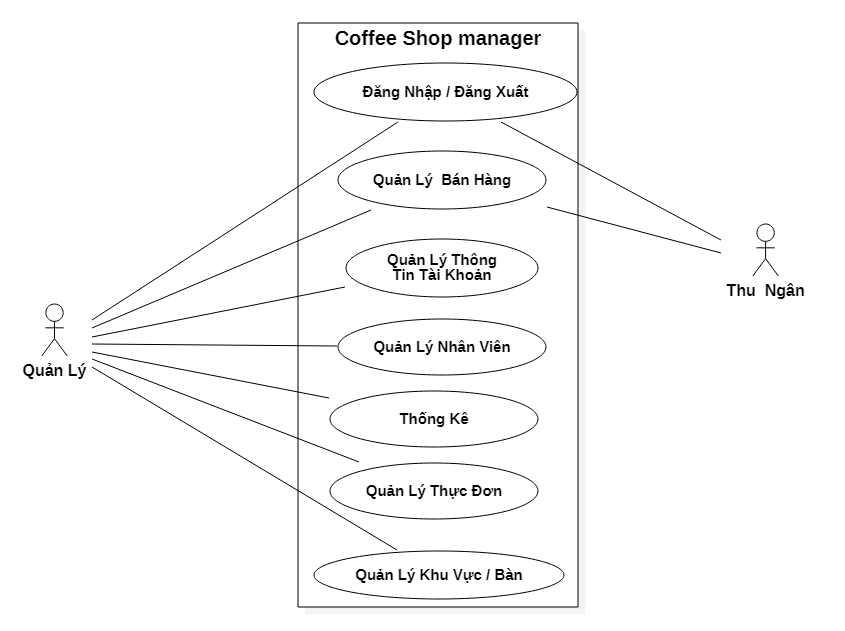 Coffee Shop manager
Đăng Nhập / Đăng Xuất
Quản Lý  Bán Hàng
Quản Lý Thông
Tin Tài Khoản
Thu  Ngân
Quản Lý
Quản Lý Nhân Viên
Thống Kê
Quản Lý Thực Đơn
Quản Lý Khu Vực / Bàn